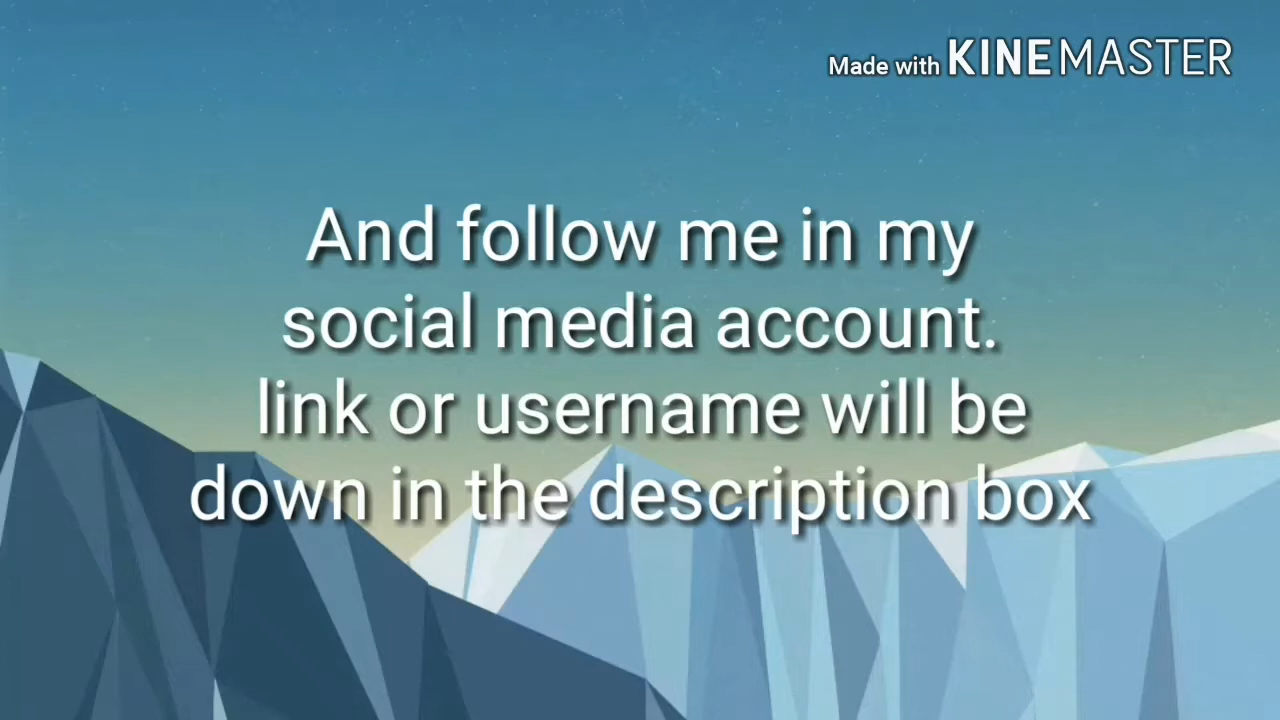 Made with KINEMASTER
And follow me in my
social media account.
link or username will be
down in the description box